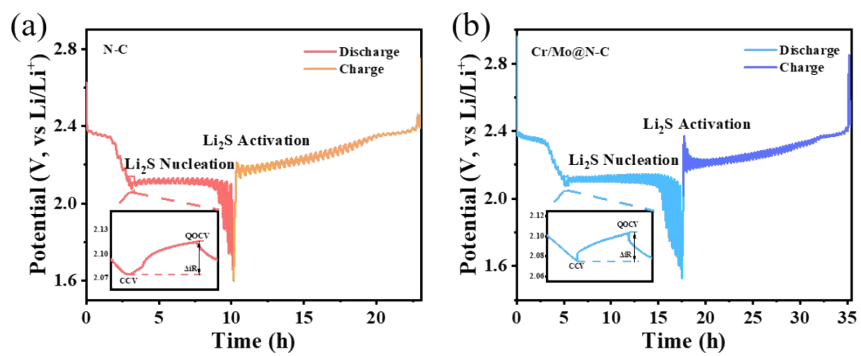 (a)
N-C
Discharge
Charge
Li₂S Activation
Li₂S Nucleation
Potential (V, vs Li/Li⁺)
2.8
2.4
2.0
1.6
2.13
2.10
2.07
QOCV
ΔiR
CCV
0 5 10 15 20
Time (h)
(b)
Cr/Mo@N-C
Discharge
Charge
Li₂S Activation
Li₂S Nucleation
Potential (V, vs Li/Li⁺)
2.8
2.4
2.0
1.6
2.12
2.10
2.08
2.06
QOCV
ΔiR
CCV
0 5 10 15 20 25 30 35
Time (h)